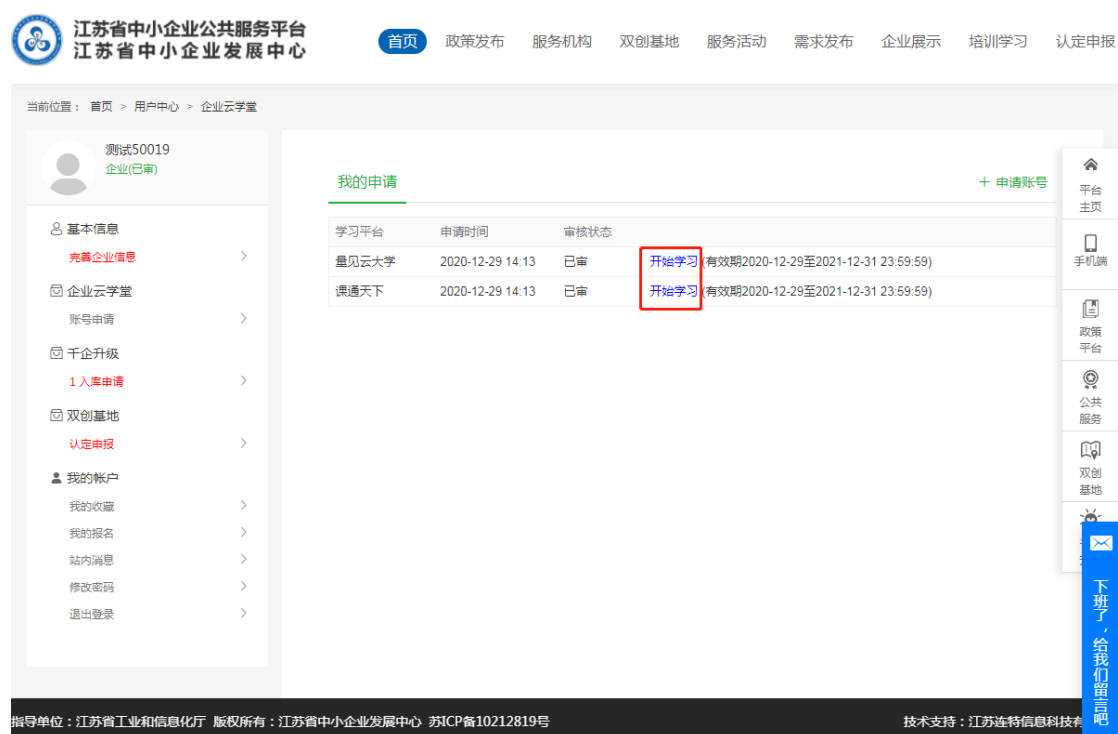 江苏省中小企业公共服务平台
江苏省中小企业发展中心
首页 政策发布 服务机构 双创基地 服务活动 需求发布 企业展示 培训学习 认定申报
当前位置： 首页 > 用户中心 > 企业云学堂
测试50019
企业(已审)
基本信息
完善企业信息
企业云学堂
账号申请
千企升级
1 入库申请
双创基地
认定申报
我的帐户
我的收藏
我的报名
站内消息
修改密码
退出登录
我的申请
+ 申请账号
学习平台 申请时间 审核状态
量见云大学 2020-12-29 14:13 已审 开始学习 (有效期2020-12-29至2021-12-31 23:59:59)
课通天下 2020-12-29 14:13 已审 开始学习 (有效期2020-12-29至2021-12-31 23:59:59)
平台
主页
手机端
政策
平台
公共
服务
双创
基地
下班了，给我们留言吧
指导单位：江苏省工业和信息化厅 版权所有：江苏省中小企业发展中心 苏ICP备10212819号
技术支持：江苏连特信息科技有